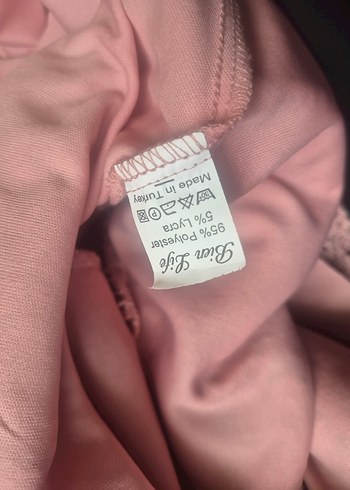 Bien Life
95% Polyester
5% Lycra
Made in Turkey